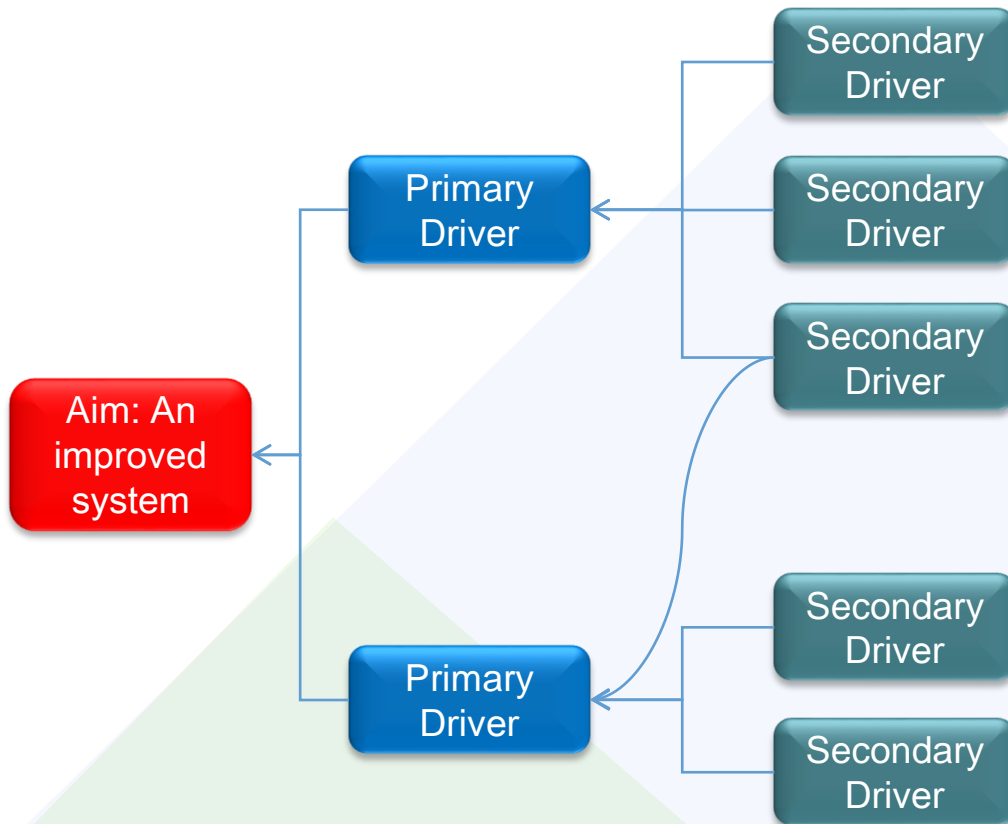 Secondary
Driver
Primary
Driver
Secondary
Driver
Secondary
Driver
Aim: An
improved
system
Secondary
Driver
Primary
Driver
Secondary
Driver